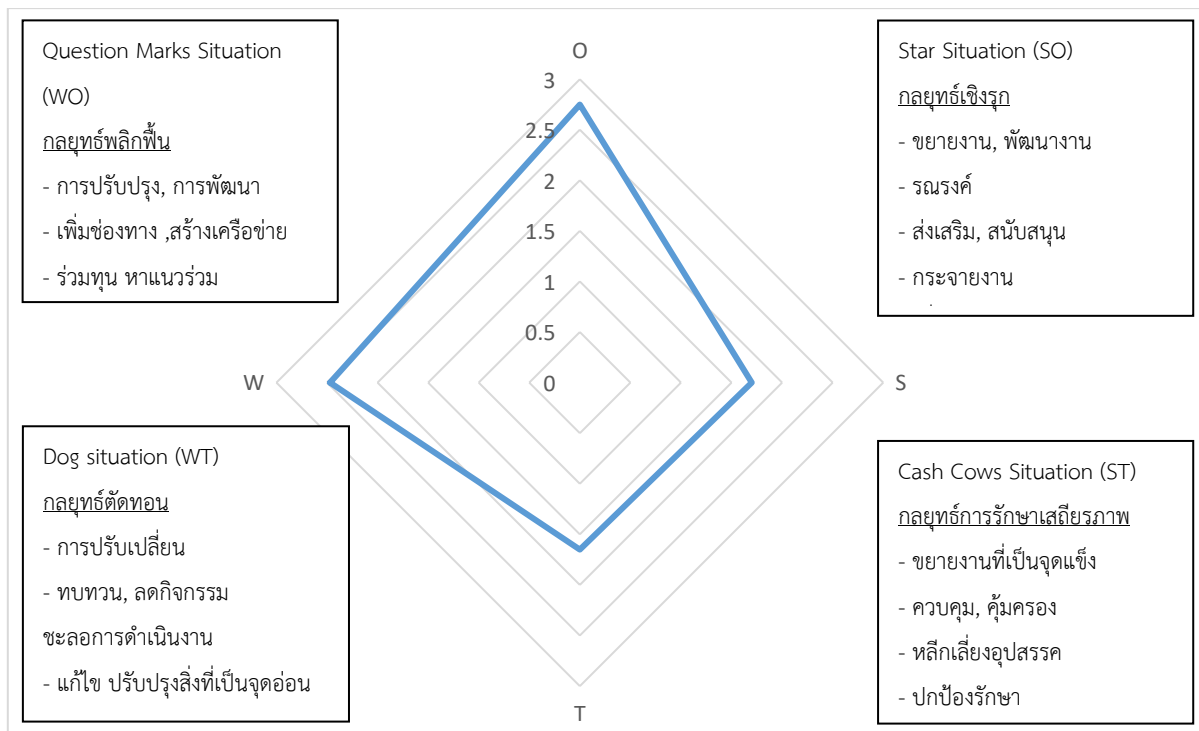 Question Marks Situation
(WO)
กลยุทธ์พลิกฟื้น
- การปรับปรุง, การพัฒนา
- เพิ่มช่องทาง ,สร้างเครือข่าย
- ร่วมทุน หาแนวร่วม
Star Situation (SO)
กลยุทธ์เชิงรุก
- ขยายงาน, พัฒนางาน
- รณรงค์
- ส่งเสริม, สนับสนุน
- กระจายงาน
O
3
2.5
2
1.5
1
0.5
0
W
S
T
Dog situation (WT)
กลยุทธ์ตัดทอน
- การปรับเปลี่ยน
- ทบทวน, ลดกิจกรรม
ชะลอการดำเนินงาน
- แก้ไข ปรับปรุงสิ่งที่เป็นจุดอ่อน
Cash Cows Situation (ST)
กลยุทธ์การรักษาเสถียรภาพ
- ขยายงานที่เป็นจุดแข็ง
- ควบคุม, คุ้มครอง
- หลีกเลี่ยงอุปสรรค
- ปกป้องรักษา